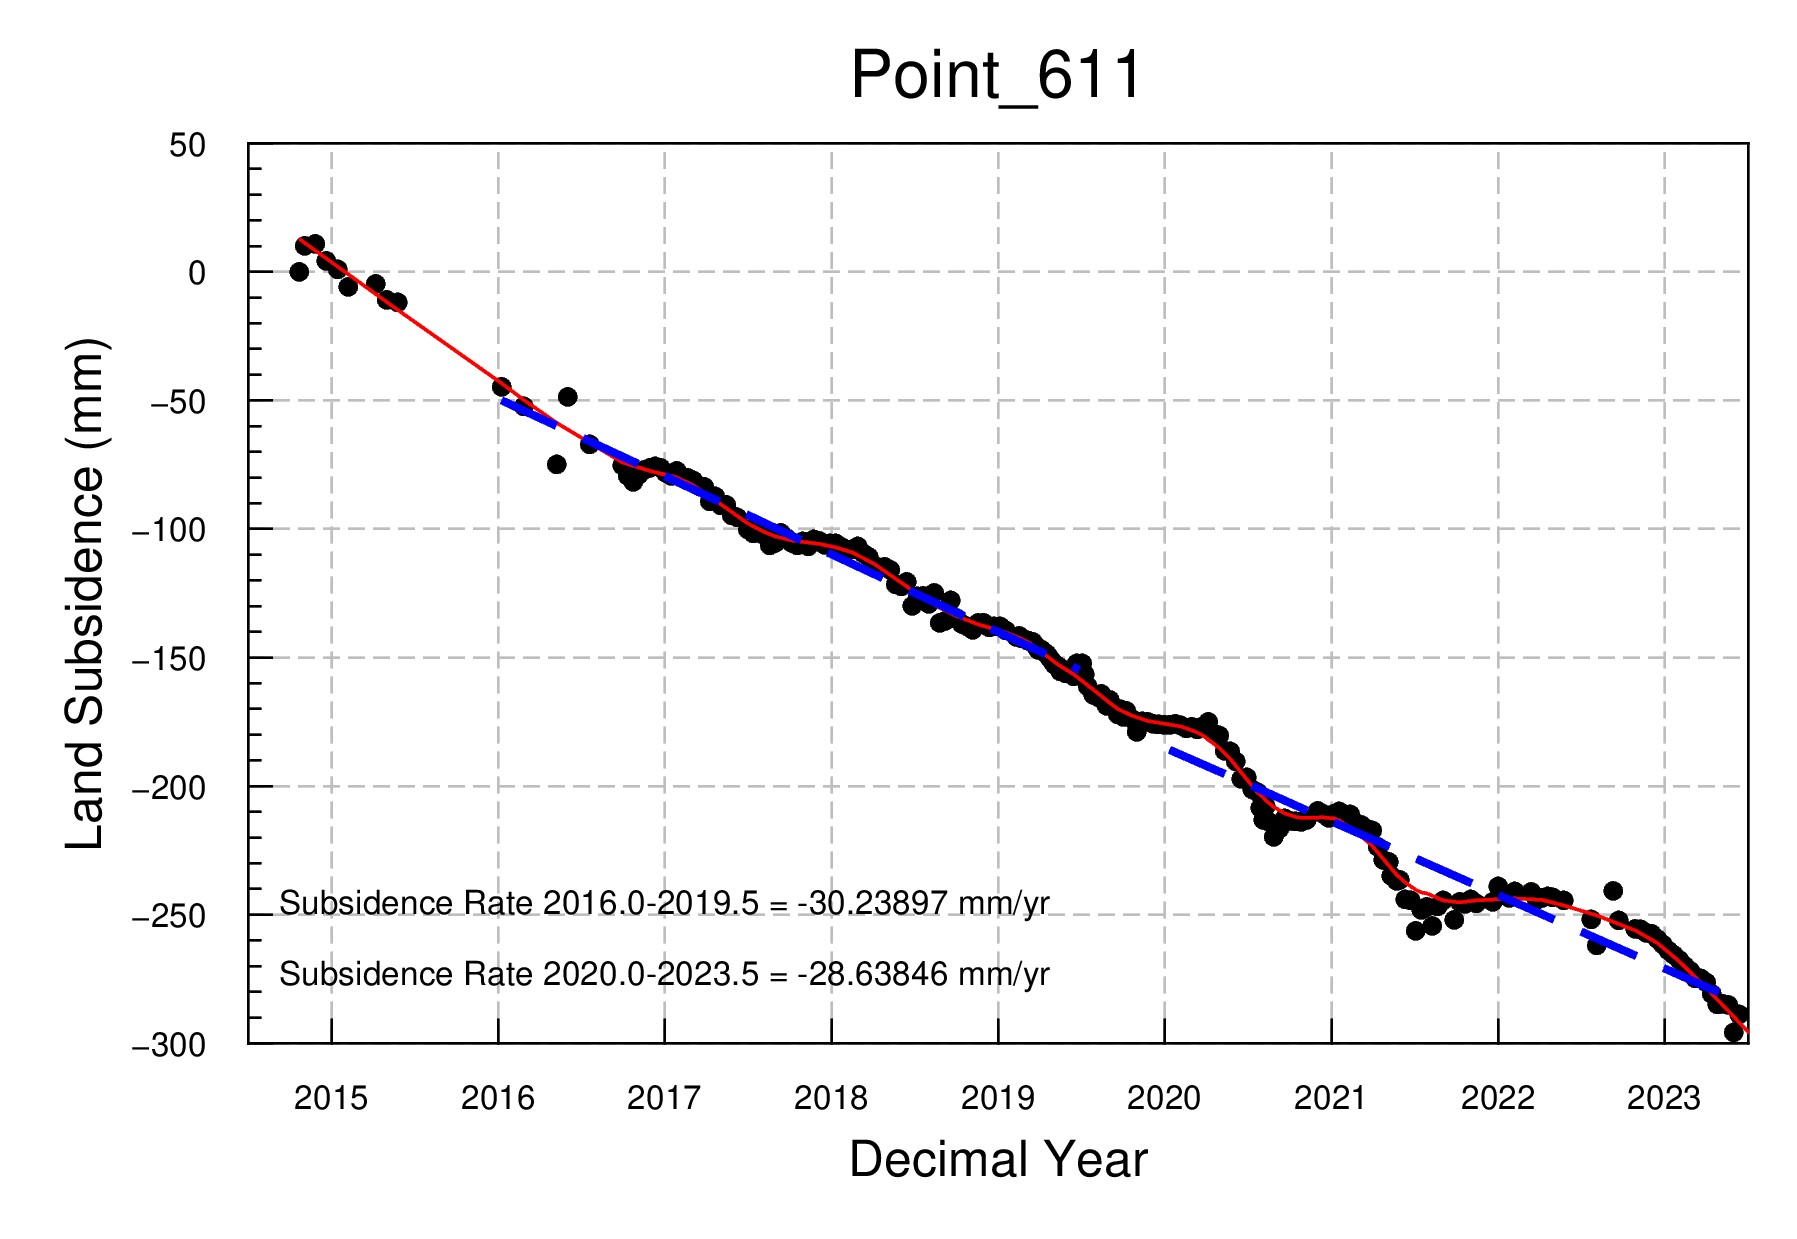 Point_611
50
0
−50
−100
−150
−200
−250
−300
Land Subsidence (mm)
Subsidence Rate 2016.0-2019.5 = -30.23897 mm/yr
Subsidence Rate 2020.0-2023.5 = -28.63846 mm/yr
2015 2016 2017 2018 2019 2020 2021 2022 2023
Decimal Year